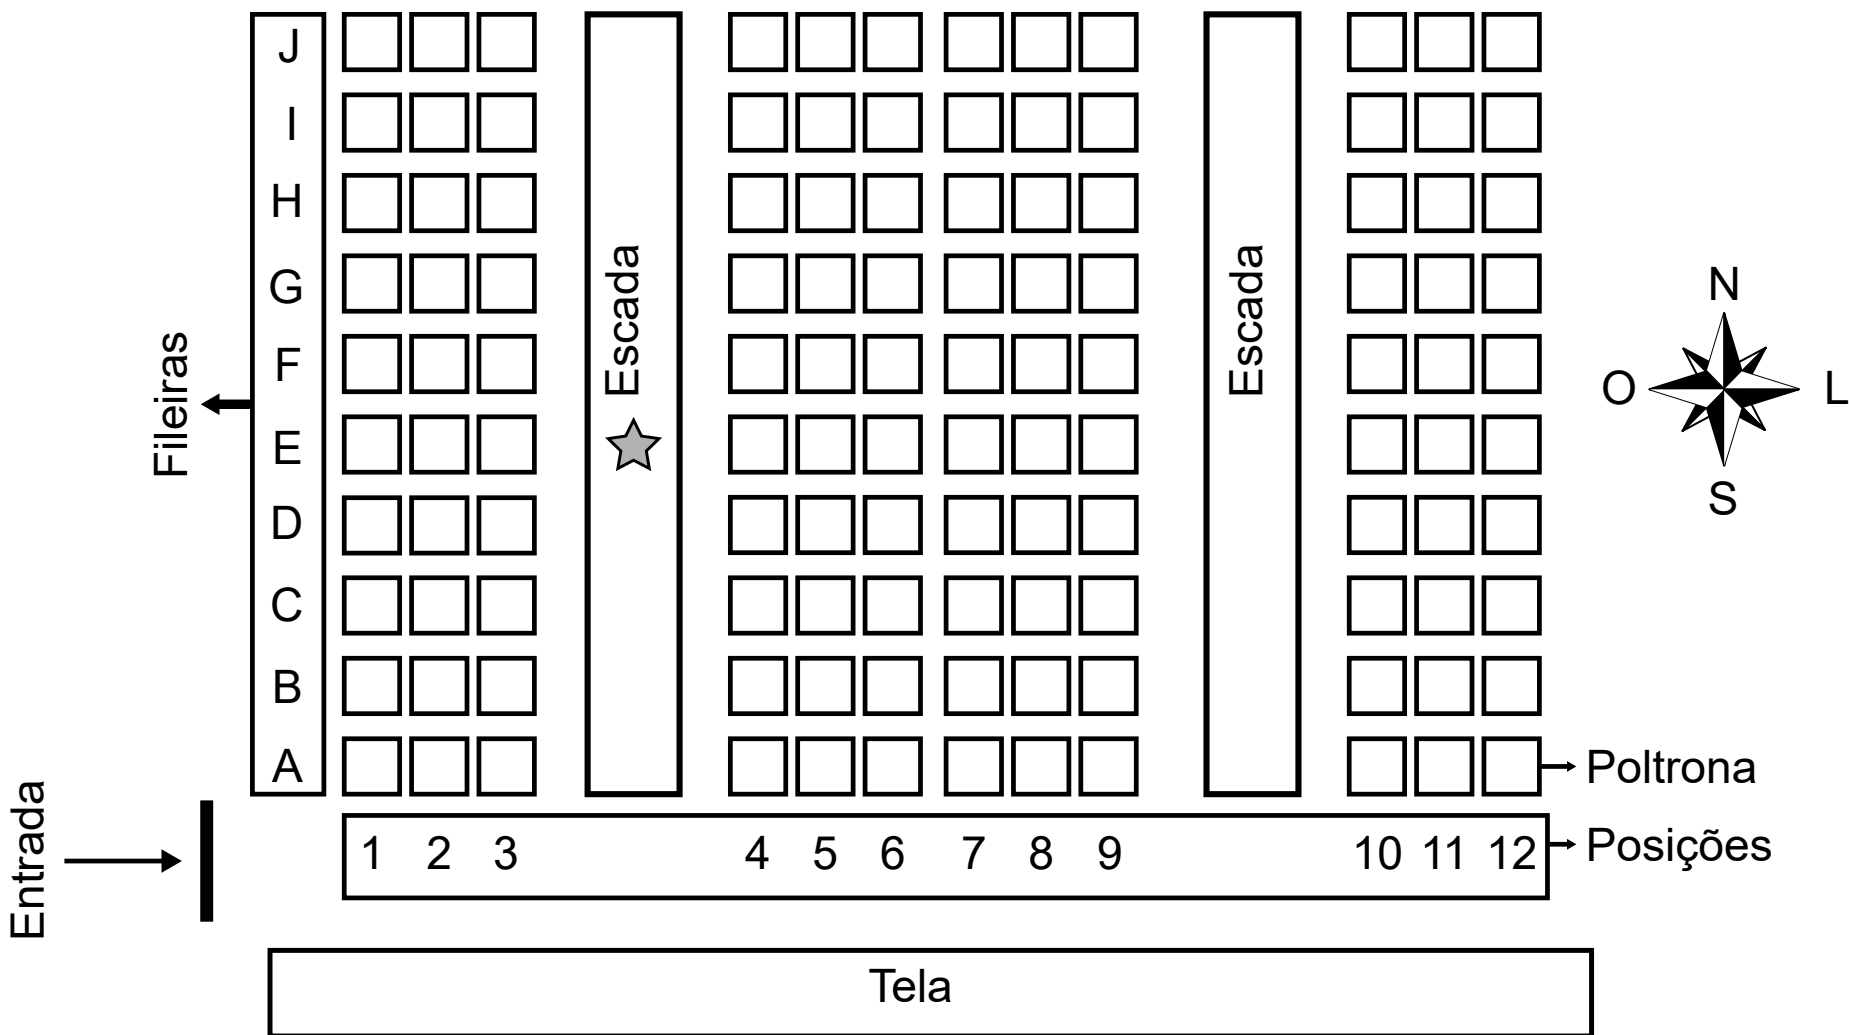 J
I
H
G
F
E
D
C
B
A
Fileiras
Escada
Escada
N
O
L
S
Entrada
Poltrona
1 2 3 4 5 6 7 8 9 10 11 12
Posições
Tela